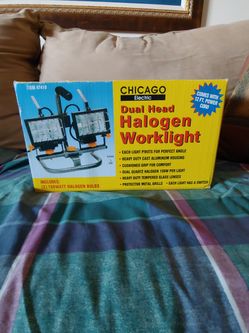 ITEM 47410
CHICAGO
Electric
Dual Head
Halogen
Worklight
COMES WITH
12 FT. POWER
CORD
• EACH LIGHT PIVOTS FOR PERFECT ANGLE
• HEAVY DUTY CAST ALUMINUM HOUSING
• CUSHIONED GRIP FOR COMFORT
• DUAL QUARTZ HALOGEN 150W PER LIGHT
• HEAVY DUTY TEMPERED GLASS LENSES
• PROTECTIVE METAL GRILLS • EACH LIGHT HAS A SWITCH
INCLUDES:
(2) 150WATT HALOGEN BULBS